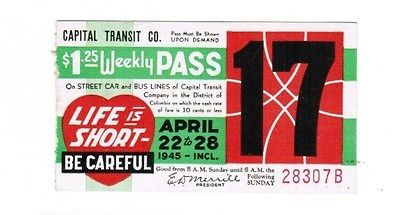 CAPITAL TRANSIT CO.
Pass Must Be Shown
UPON DEMAND
$1.25 Weekly PASS
On STREET CAR and BUS LINES of Capital Transit
Company in the District of
Columbia on which the cash rate
of fare is 10 cents or less
LIFE IS
SHORT-
BE CAREFUL
APRIL
22 to 28
1945 - INCL.
Good from 5 A.M. Sunday until 5 A.M. the Following SUNDAY
E.D. Merrill
PRESIDENT
17
28307B